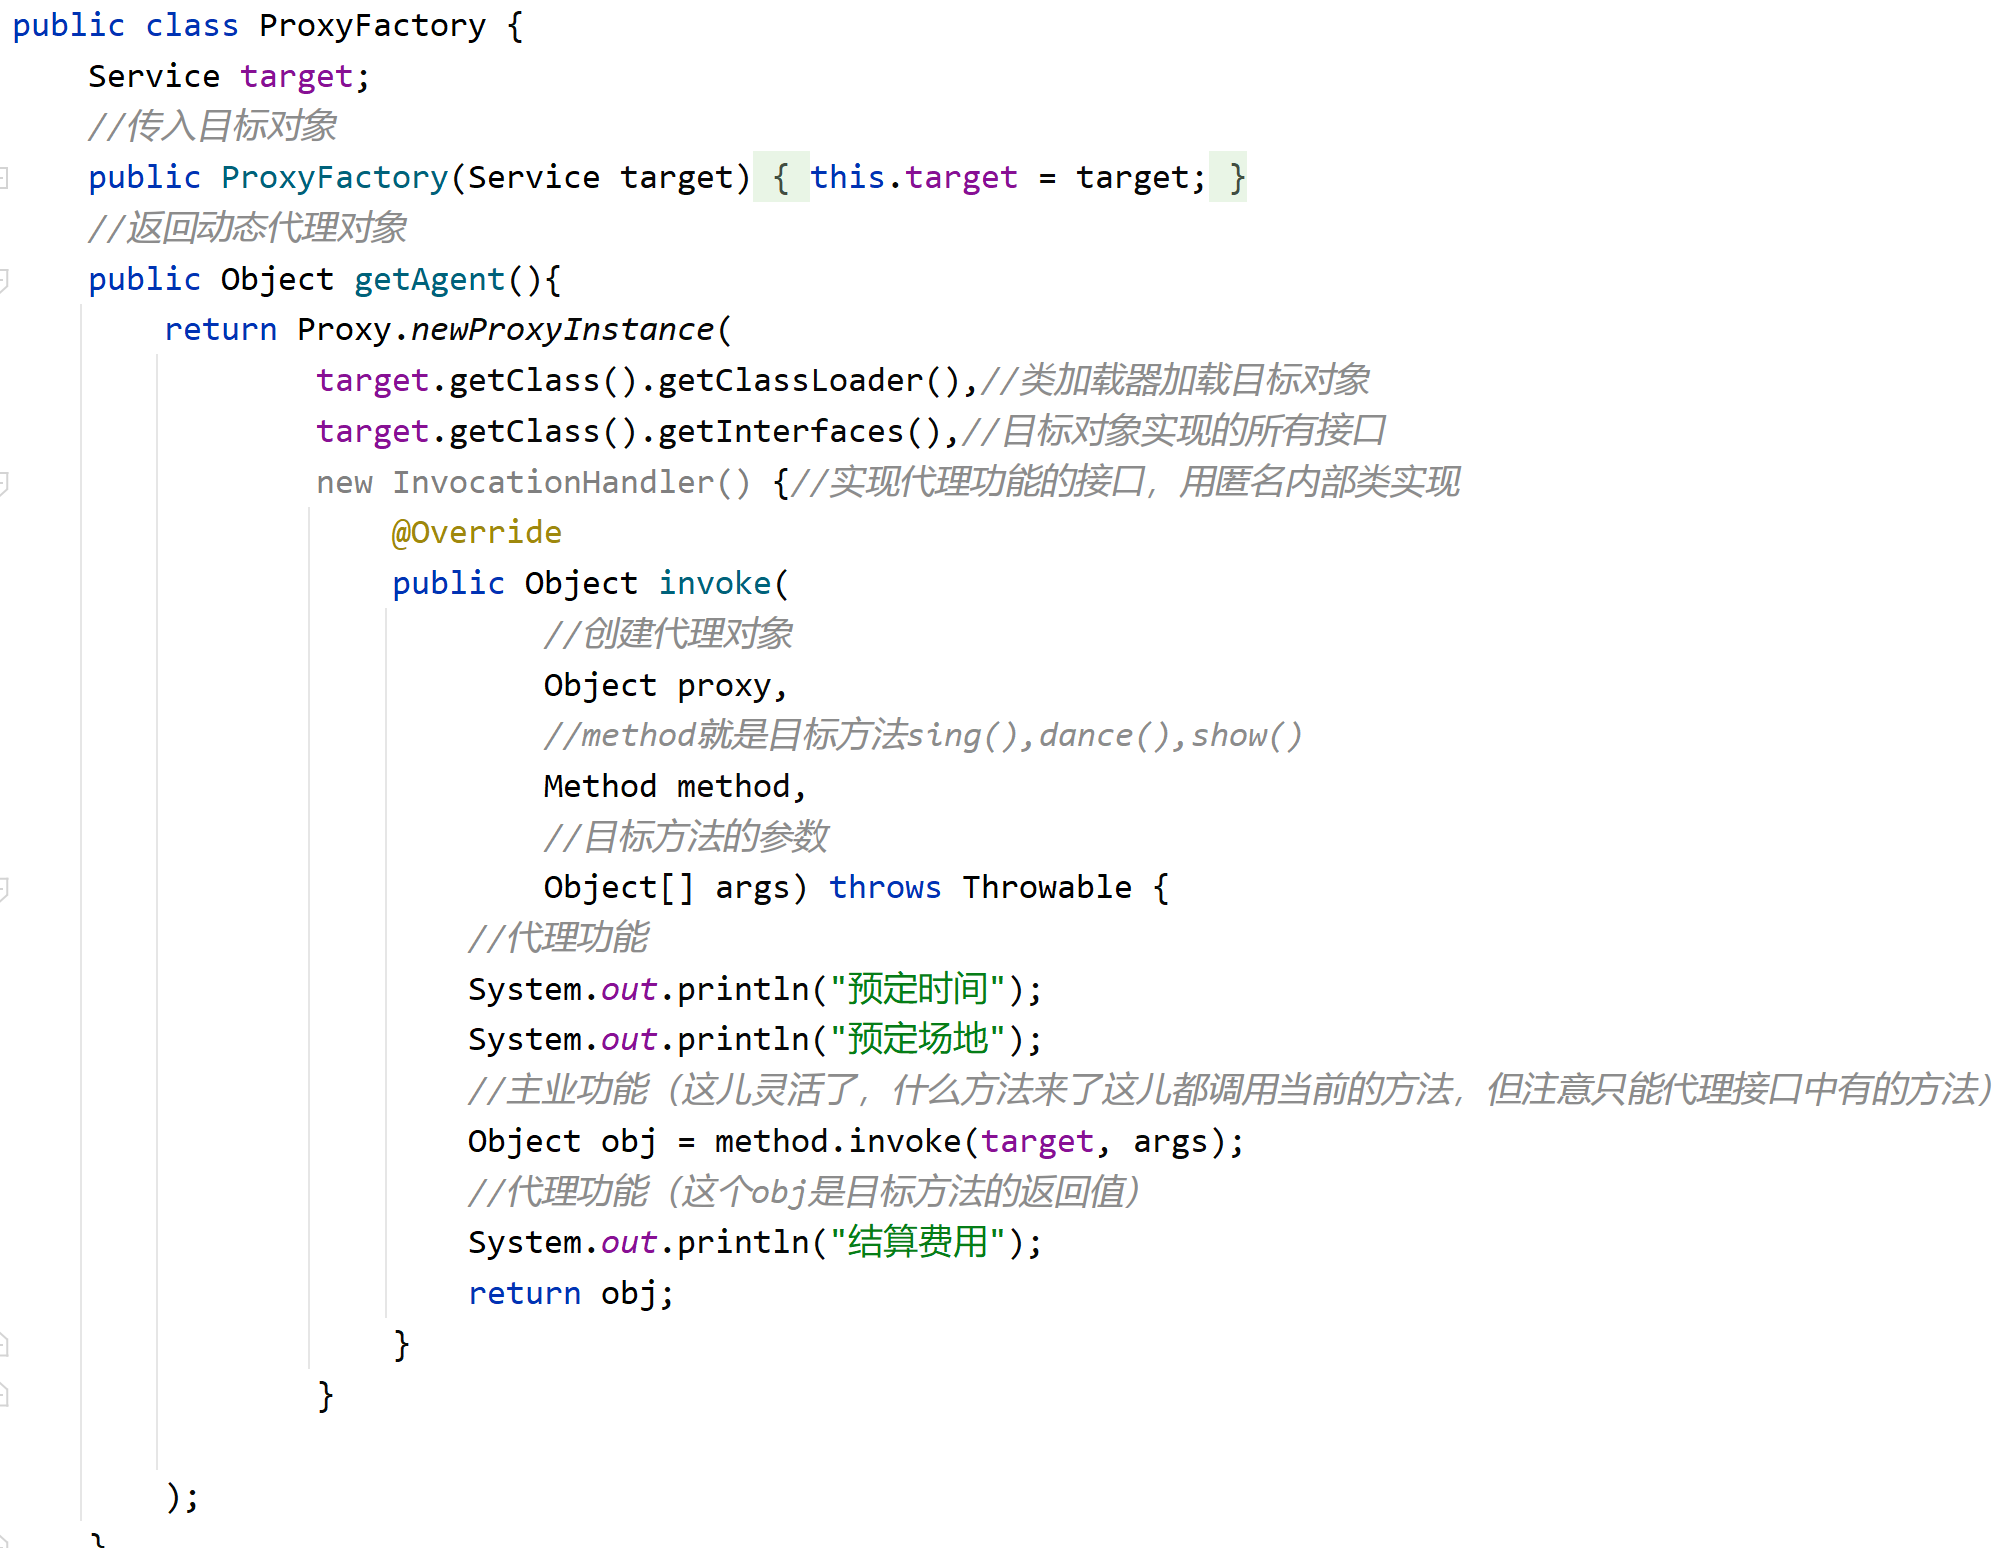 public class ProxyFactory {
Service target;
//传入目标对象
public ProxyFactory(Service target) { this.target = target; }
//返回动态代理对象
public Object getAgent(){
return Proxy.newProxyInstance(
target.getClass().getClassLoader(),//类加载器加载目标对象
target.getClass().getInterfaces(),//目标对象实现的所有接口
new InvocationHandler() {//实现代理功能的接口，用匿名内部类实现
@Override
public Object invoke(
//创建代理对象
Object proxy,
//method就是目标方法sing(),dance(),show()
Method method,
//目标方法的参数
Object[] args) throws Throwable {
//代理功能
System.out.println("预定时间");
System.out.println("预定场地");
//主业功能（这儿灵活了，什么方法来了这儿都调用当前的方法，但注意只能代理接口中有的方法）
Object obj = method.invoke(target, args);
//代理功能（这个obj是目标方法的返回值）
System.out.println("结算费用");
return obj;
}
}
);
}